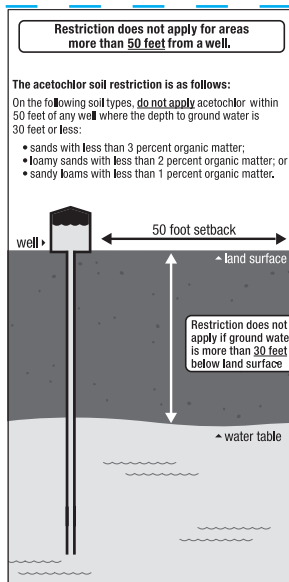 Restriction does not apply for areas
more than 50 feet from a well.
The acetochlor soil restriction is as follows:
On the following soil types, do not apply acetochlor within
50 feet of any well where the depth to ground water is
30 feet or less:
• sands with less than 3 percent organic matter;
• loamy sands with less than 2 percent organic matter; or
• sandy loams with less than 1 percent organic matter.
50 foot setback
well
land surface
Restriction does not
apply if ground wate
is more than 30 feet
below land surface
water table